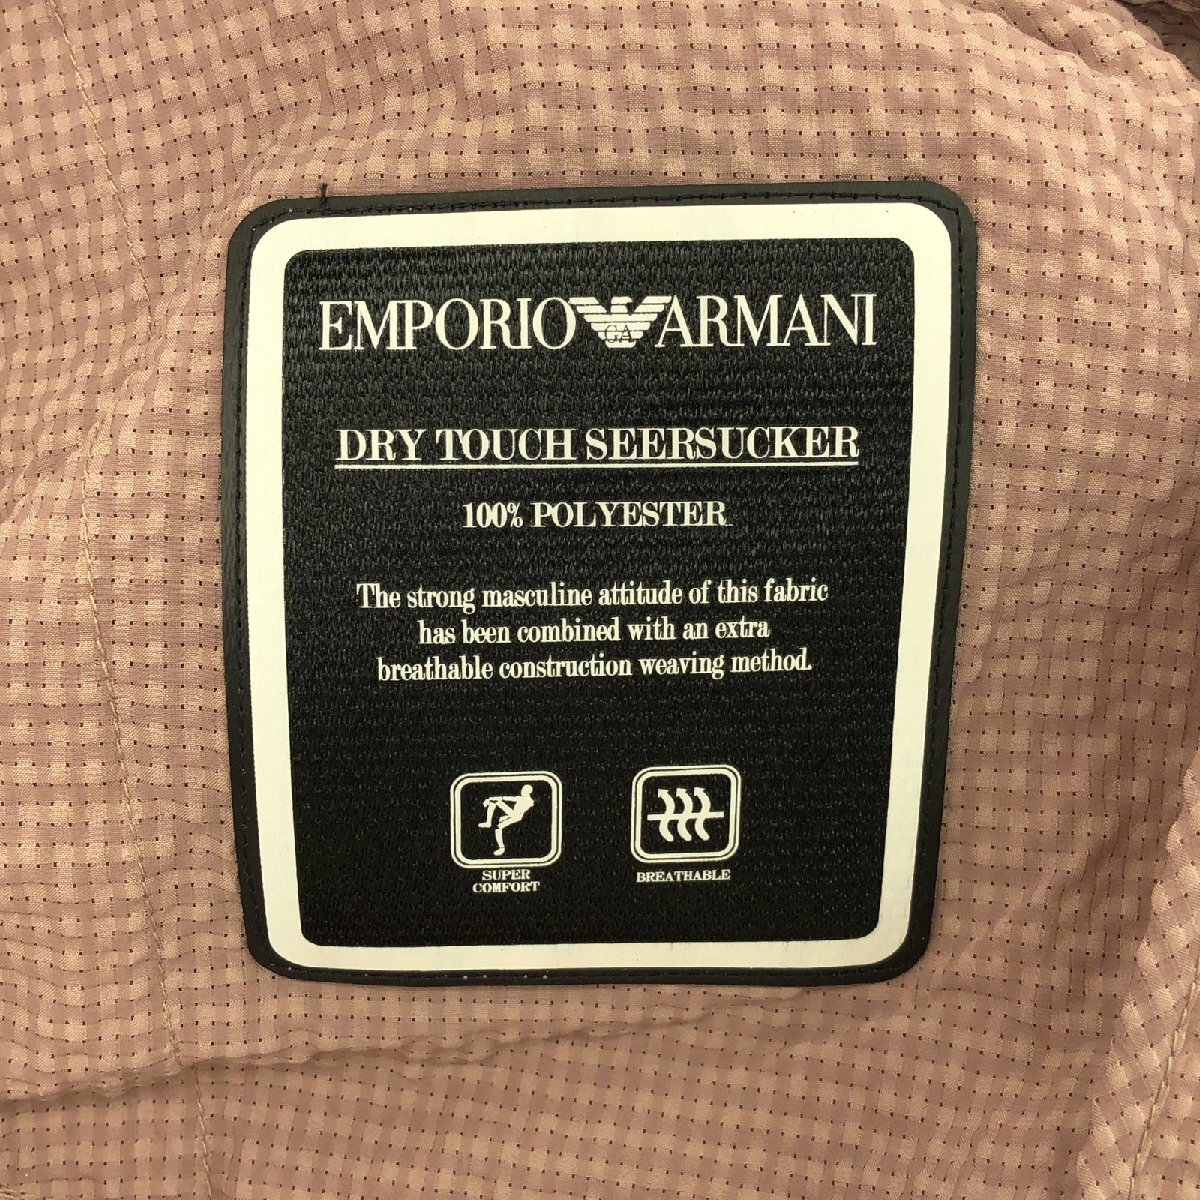 EMPORIO GA ARMANI
DRY TOUCH SEERSUCKER
100% POLYESTER
The strong masculine attitude of this fabric
has been combined with an extra
breathable construction weaving method.
SUPER
COMFORT
BREATHABLE